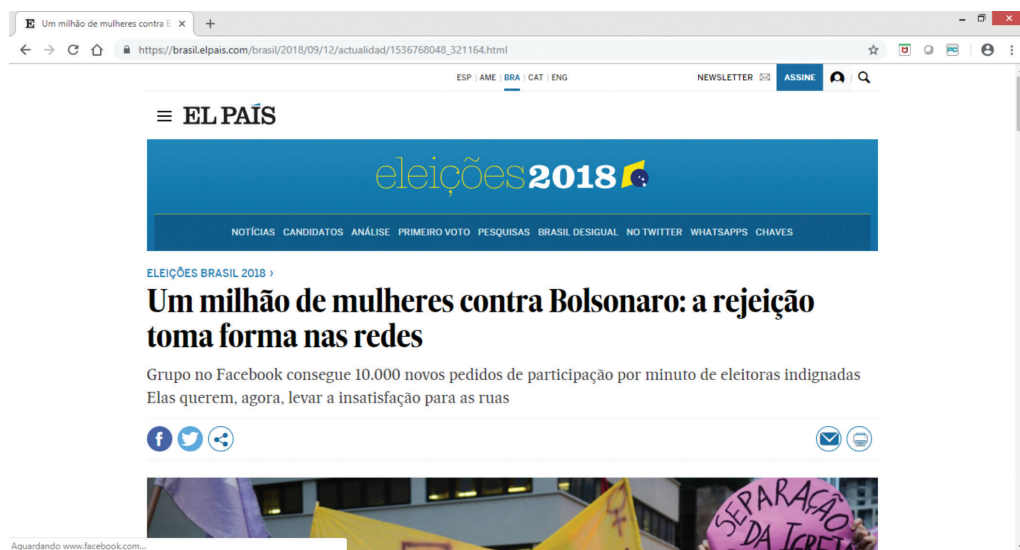 E Um milhão de mulheres contra B
https://brasil.elpais.com/brasil/2018/09/12/actualidad/1536768048_321164.html
ESP | AME | BRA | CAT | ENG NEWSLETTER ASSINE
EL PAÍS
eleições2018
NOTÍCIAS CANDIDATOS ANÁLISE PRIMEIRO VOTO PESQUISAS BRASIL DESIGUAL NO TWITTER WHATSAPPS CHAVES
ELEIÇÕES BRASIL 2018 ›
Um milhão de mulheres contra Bolsonaro: a rejeição
toma forma nas redes
Grupo no Facebook consegue 10.000 novos pedidos de participação por minuto de eleitoras indignadas
Elas querem, agora, levar a insatisfação para as ruas
SEPARAÇÃO
DA IGREJ
Aguardando www.facebook.com...